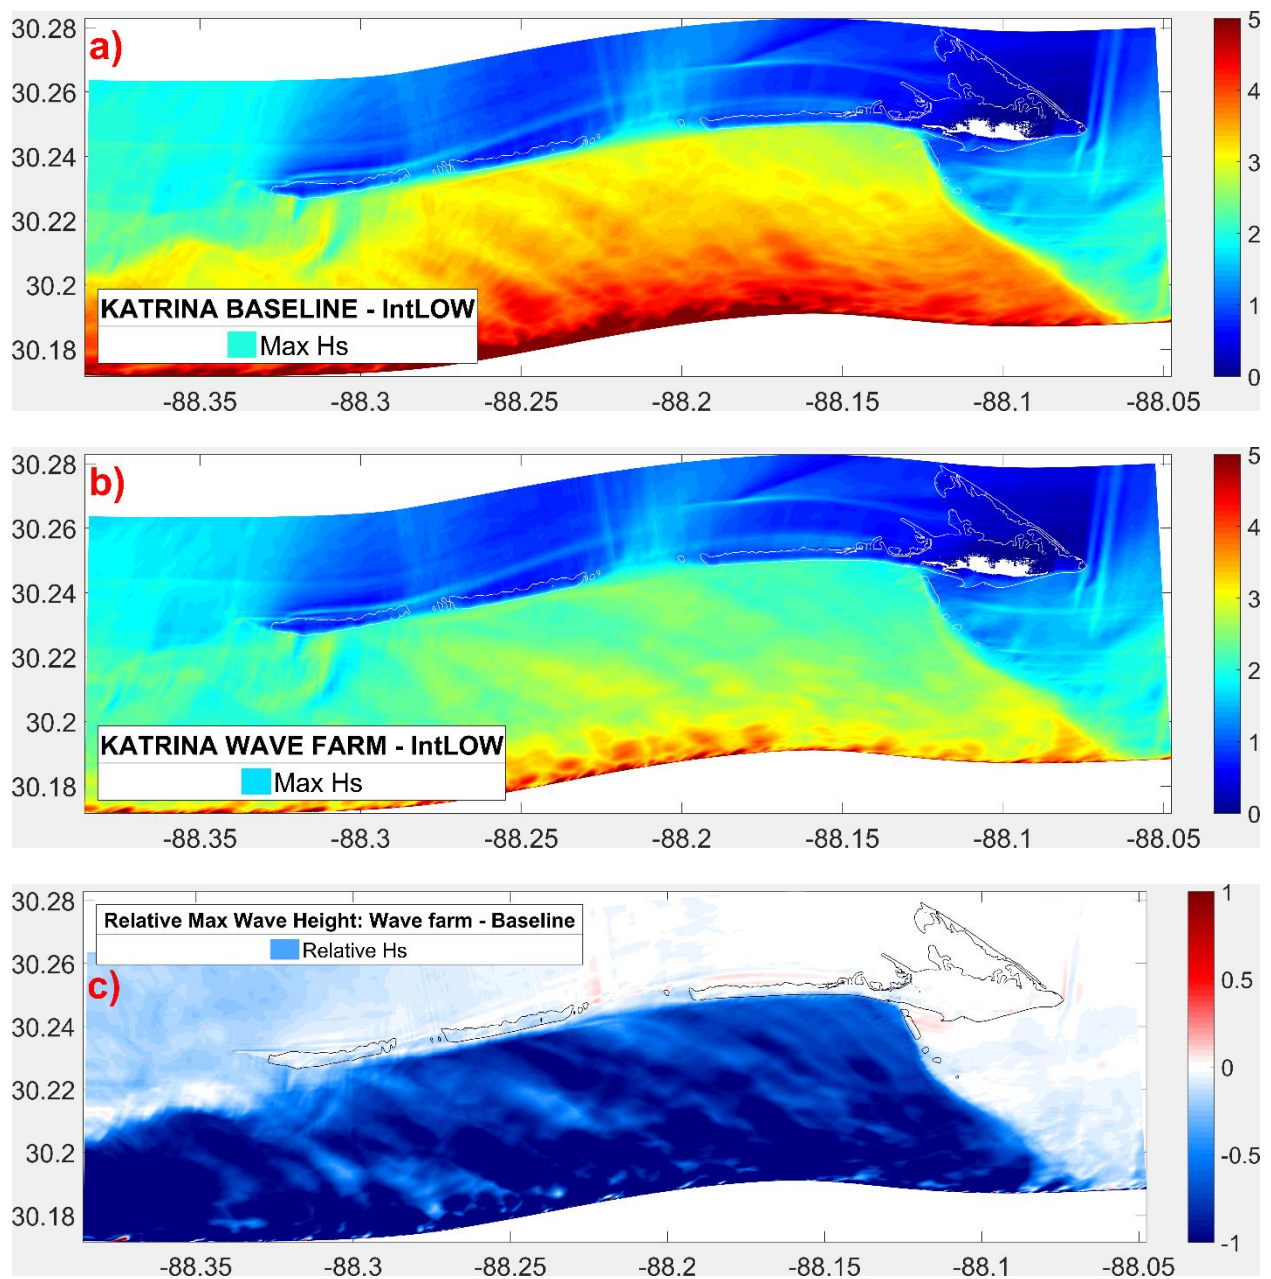 a)
30.28
30.26
30.24
30.22
30.2
30.18
KATRINA BASELINE - IntLOW
Max Hs
-88.35 -88.3 -88.25 -88.2 -88.15 -88.1 -88.05
5
4
3
2
1
0
b)
30.28
30.26
30.24
30.22
30.2
30.18
KATRINA WAVE FARM - IntLOW
Max Hs
-88.35 -88.3 -88.25 -88.2 -88.15 -88.1 -88.05
5
4
3
2
1
0
Relative Max Wave Height: Wave farm - Baseline
Relative Hs
c)
30.28
30.26
30.24
30.22
30.2
30.18
-88.35 -88.3 -88.25 -88.2 -88.15 -88.1 -88.05
1
0.5
0
-0.5
-1